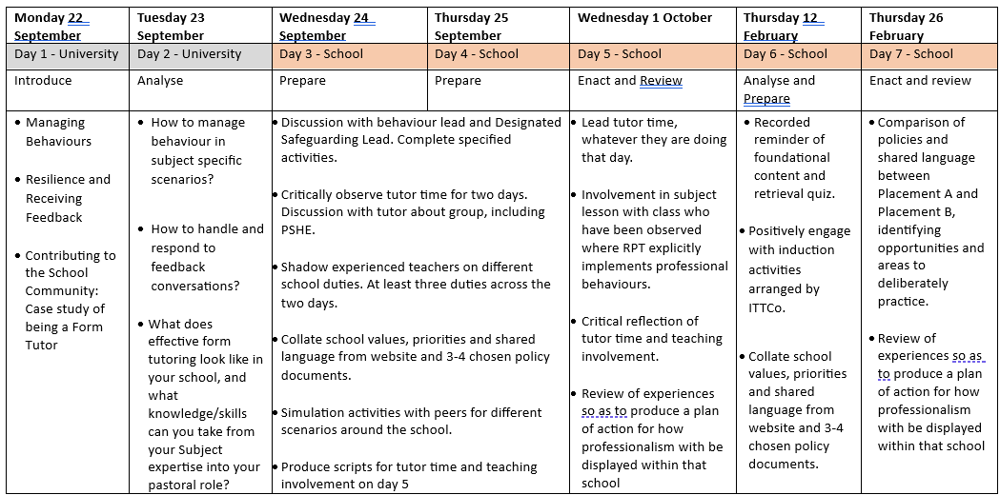 Monday 22
September
Tuesday 23
September
Wednesday 24
September
Thursday 25
September
Wednesday 1 October
Thursday 12
February
Thursday 26
February
Day 1 - University
Day 2 - University
Day 3 - School
Day 4 - School
Day 5 - School
Day 6 - School
Day 7 - School
Introduce
Analyse
Prepare
Prepare
Enact and Review
Analyse and
Prepare
Enact and review
• Managing
Behaviours
• Resilience and
Receiving
Feedback
• Contributing to
the School
Community:
Case study of
being a Form
Tutor
• How to manage
behaviour in
subject specific
scenarios?
• How to handle and
respond to
feedback
conversations?
• What does
effective form
tutoring look like in
your school, and
what
knowledge/skills
can you take from
your Subject
expertise into your
pastoral role?
• Discussion with behaviour lead and Designated
Safeguarding Lead. Complete specified
activities.
• Critically observe tutor time for two days.
Discussion with tutor about group, including
PSHE.
• Shadow experienced teachers on different
school duties. At least three duties across the
two days.
• Collate school values, priorities and shared
language from website and 3-4 chosen policy
documents.
• Simulation activities with peers for different
scenarios around the school.
• Produce scripts for tutor time and teaching
involvement on day 5
• Lead tutor time,
whatever they are doing
that day.
• Involvement in subject
lesson with class who
have been observed
where RPT explicitly
implements professional
behaviours.
• Critical reflection of
tutor time and teaching
involvement.
• Review of experiences
so as to produce a plan
of action for how
professionalism with be
displayed within that
school
• Recorded
reminder of
foundational
content and
retrieval quiz.
• Positively engage
with induction
activities
arranged by
ITTCo.
• Collate school
values, priorities
and shared
language from
website and 3-4
chosen policy
documents.
• Comparison of
policies and
shared language
between
Placement A and
Placement B,
identifying
opportunities and
areas to
deliberately
practice.
• Review of
experiences so as
to produce a plan
of action for how
professionalism
with be displayed
within that school